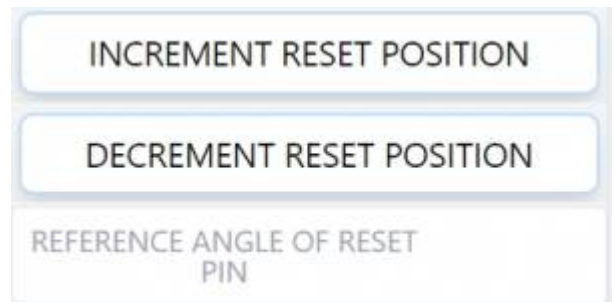 INCREMENT RESET POSITION
DECREMENT RESET POSITION
REFERENCE ANGLE OF RESET
PIN